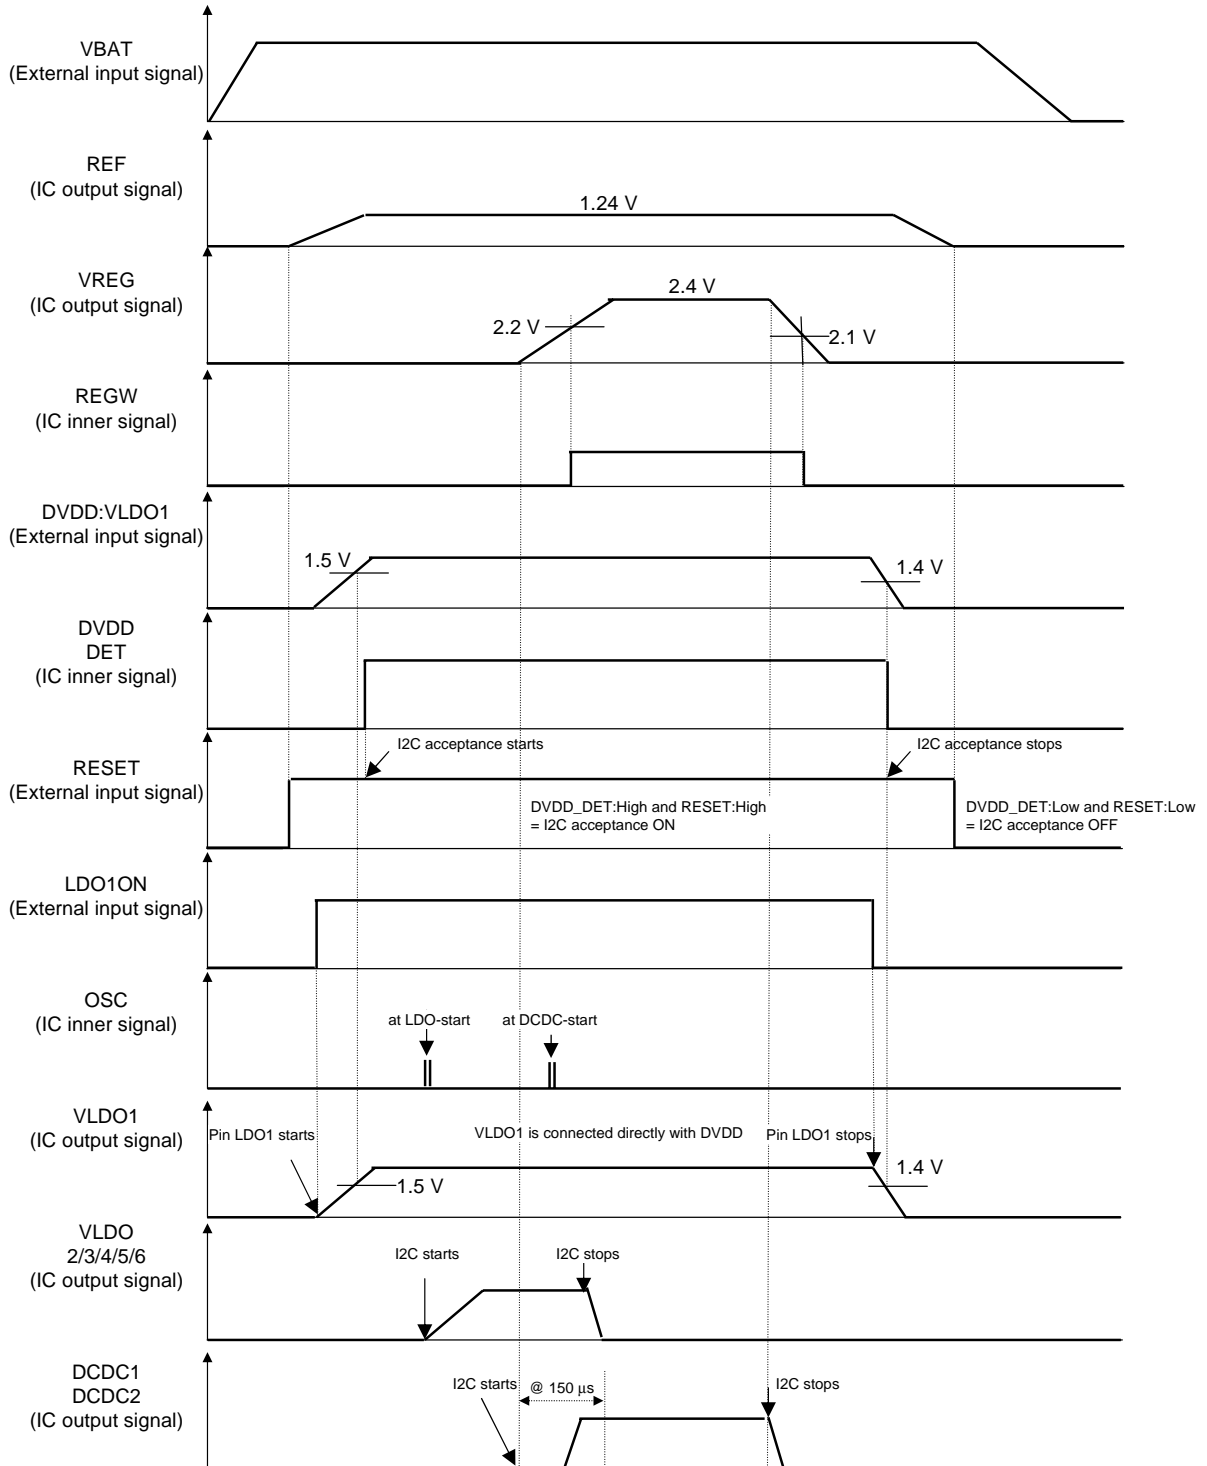 VBAT
(External input signal)
REF
(IC output signal)
1.24 V
VREG
(IC output signal)
2.4 V
2.2 V
2.1 V
REGW
(IC inner signal)
DVDD:VLDO1
(External input signal)
1.5 V
1.4 V
DVDD
DET
(IC inner signal)
I2C acceptance starts
I2C acceptance stops
RESET
(External input signal)
DVDD_DET:High and RESET:High
= I2C acceptance ON
DVDD_DET:Low and RESET:Low
= I2C acceptance OFF
LDO1ON
(External input signal)
OSC
(IC inner signal)
at LDO-start
at DCDC-start
VLDO1
(IC output signal)
Pin LDO1 starts
VLDO1 is connected directly with DVDD
Pin LDO1 stops
1.5 V
1.4 V
VLDO
2/3/4/5/6
(IC output signal)
I2C starts
I2C stops
DCDC1
DCDC2
(IC output signal)
I2C starts
@ 150 μs
I2C stops